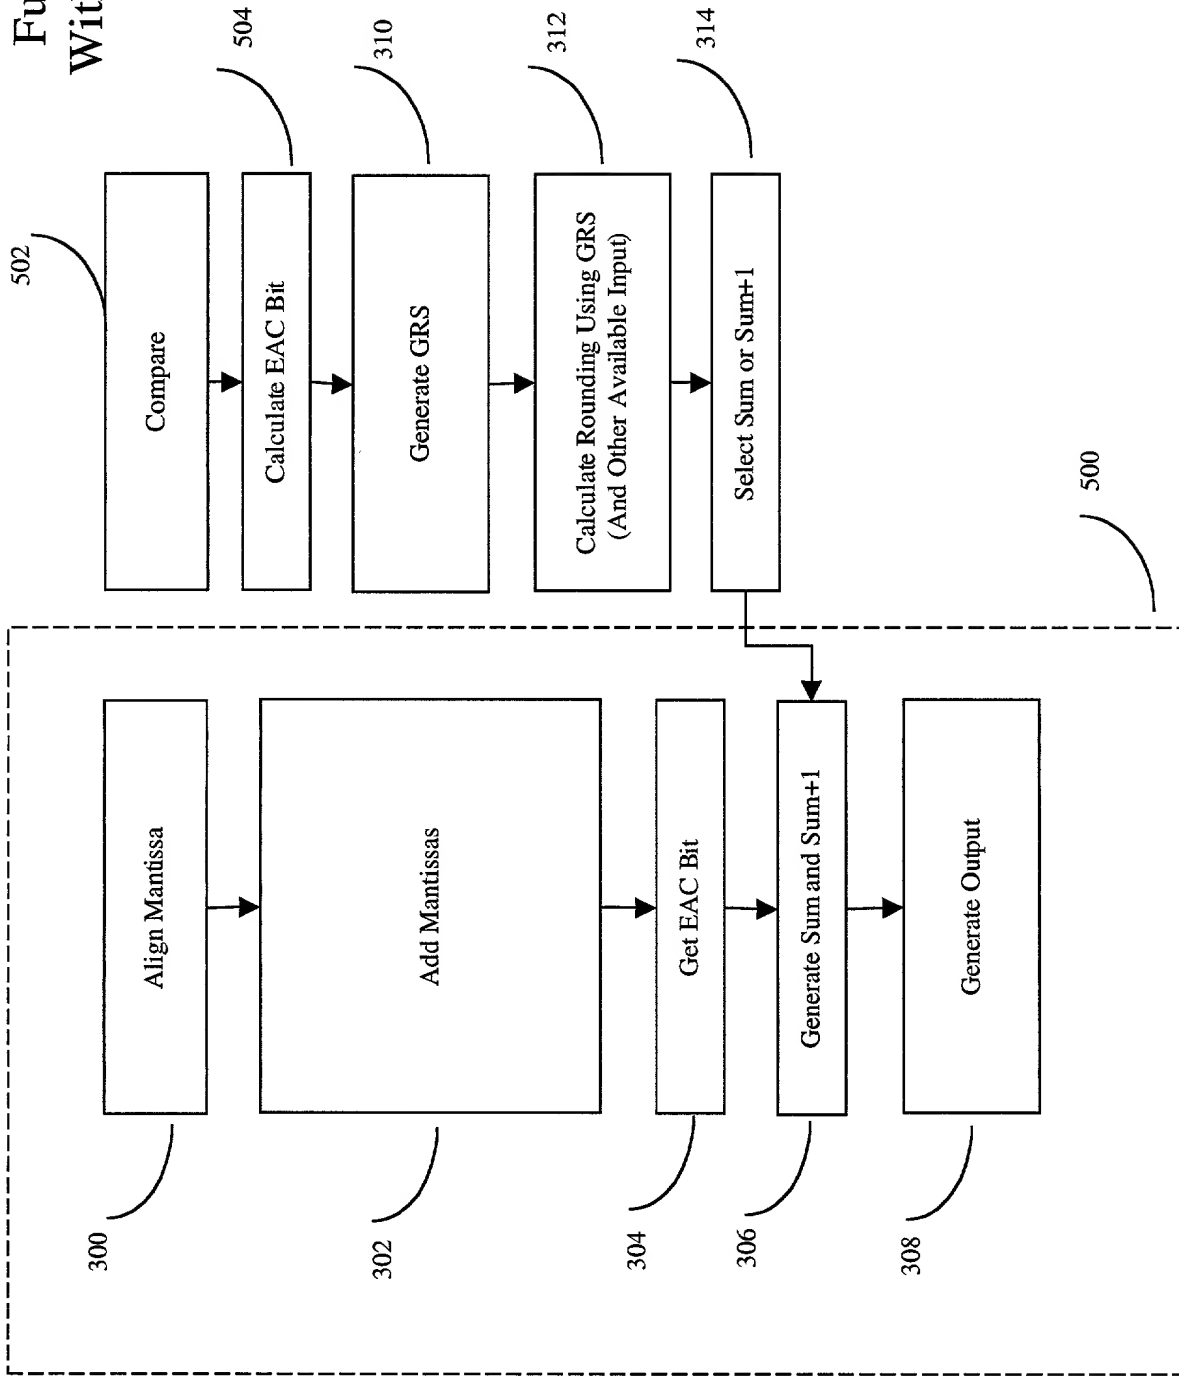 Fu
Wit
300
Align Mantissa
302
Add Mantissas
304
Get EAC Bit
306
Generate Sum and Sum+1
308
Generate Output
500
502
Compare
504
Calculate EAC Bit
310
Generate GRS
312
Calculate Rounding Using GRS
(And Other Available Input)
314
Select Sum or Sum+1